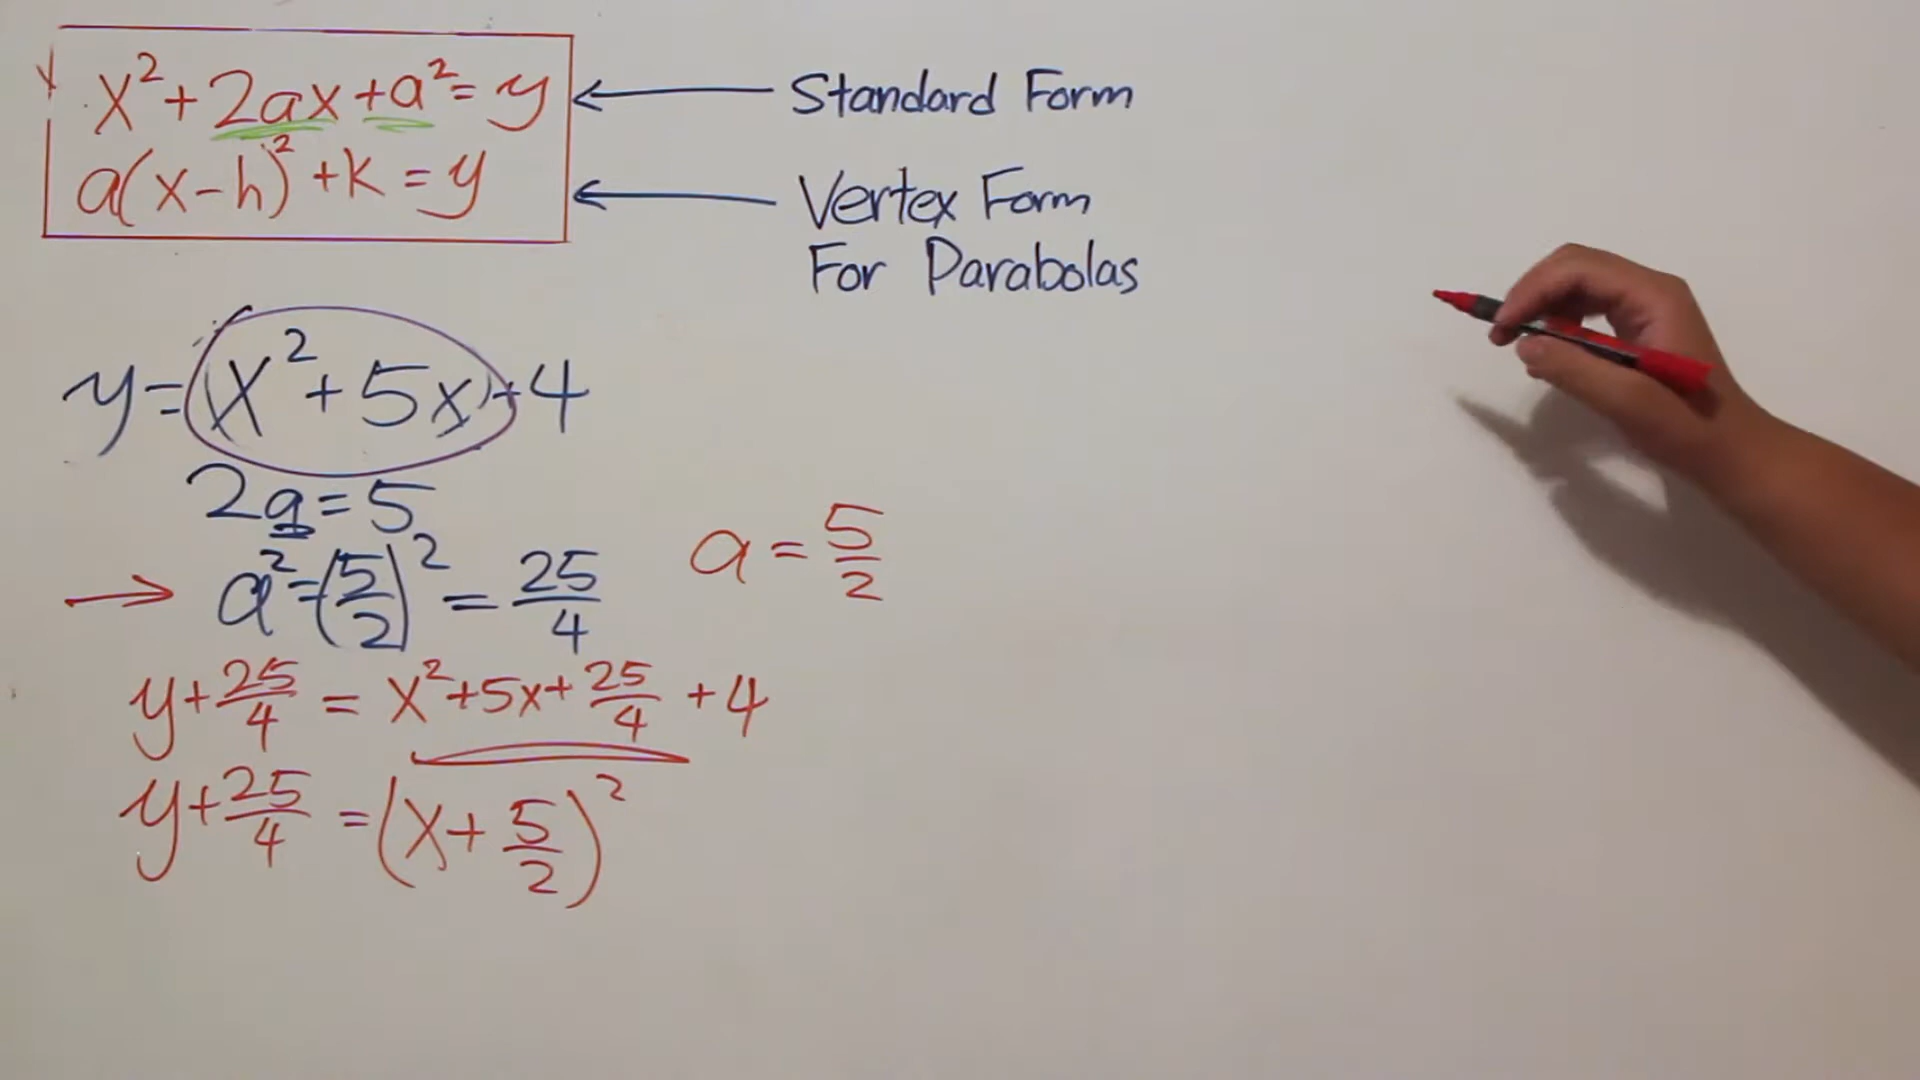 x² + 2ax + a² = y
Standard Form
a(x-h)² + k = y
Vertex Form
For Parabolas
y = (x² + 5x) + 4
2a = 5
a² = (5/2)² = 25/4
a = 5/2
y + 25/4 = x² + 5x + 25/4 + 4
y + 25/4 = (x + 5/2)²